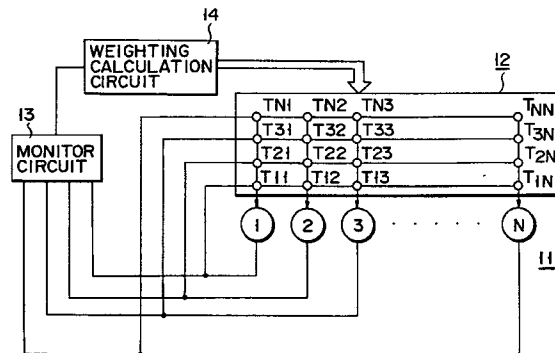 14
WEIGHTING
CALCULATION
CIRCUIT
12
13
MONITOR
CIRCUIT
TN1 TN2 TN3 TNN
T31 T32 T33 T3N
T21 T22 T23 T2N
T11 T12 T13 T1N
1 2 3 · · · · · · N
11